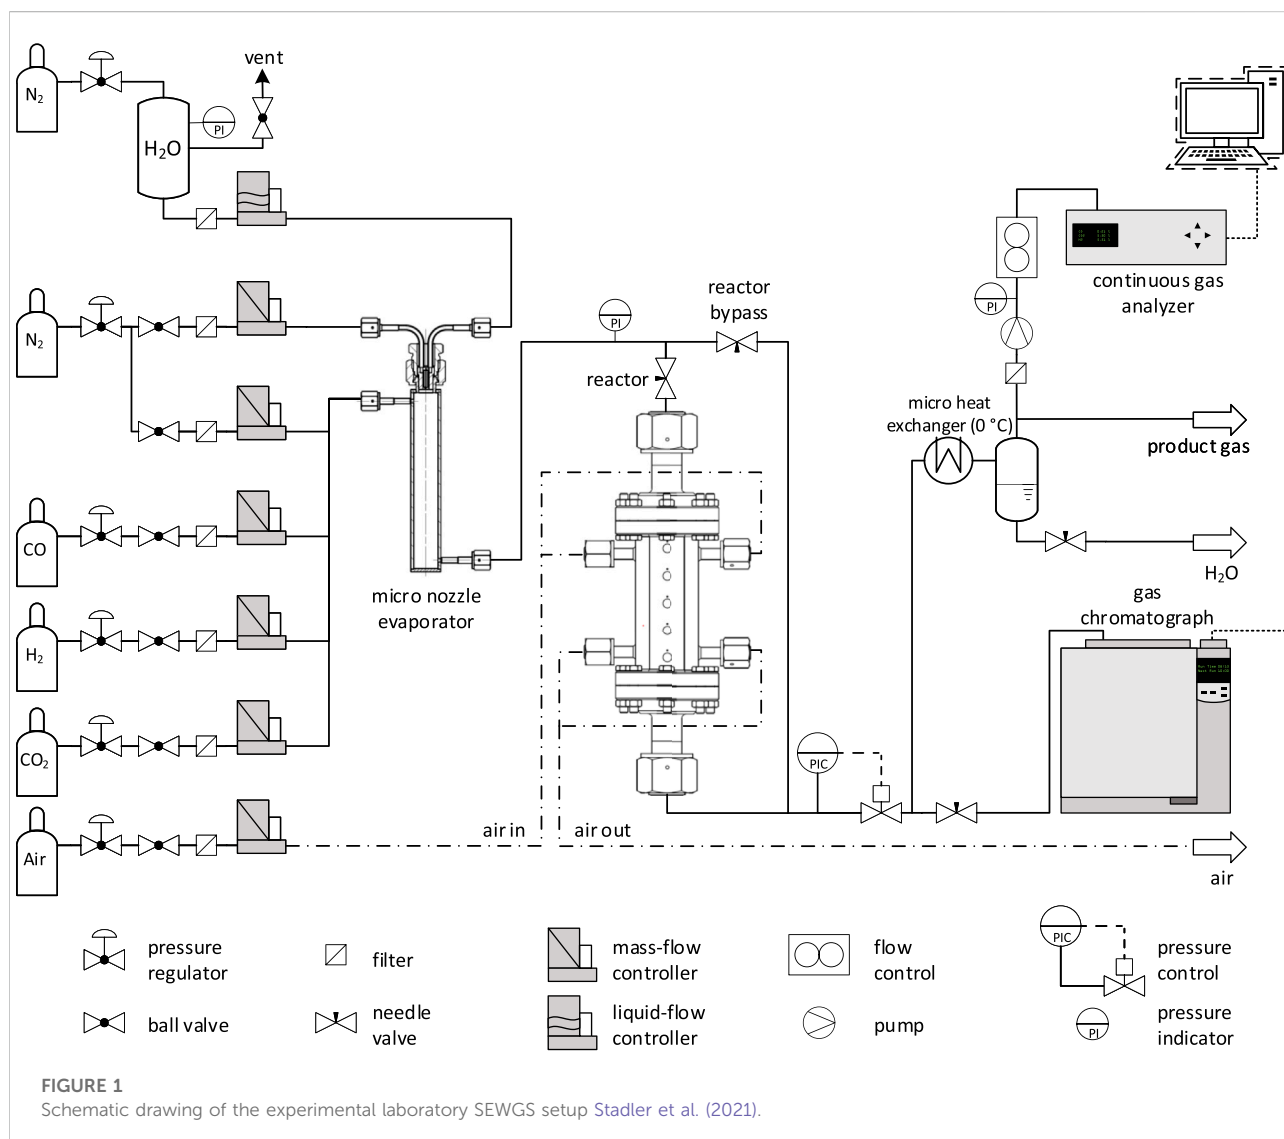 vent
N2
PI
H2O
reactor
bypass
continuous gas
analyzer
PI
N2
PI
reactor
micro heat
exchanger (0 °C)
product gas
CO
H2O
micro nozzle
evaporator
gas
chromatograph
H2
CO2
PIC
Air
air in
air out
air
pressure
regulator
filter
mass-flow
controller
flow
control
PIC
pressure
control
ball valve
needle
valve
liquid-flow
controller
pump
PI
pressure
indicator
FIGURE 1
Schematic drawing of the experimental laboratory SEWGS setup Stadler et al. (2021).